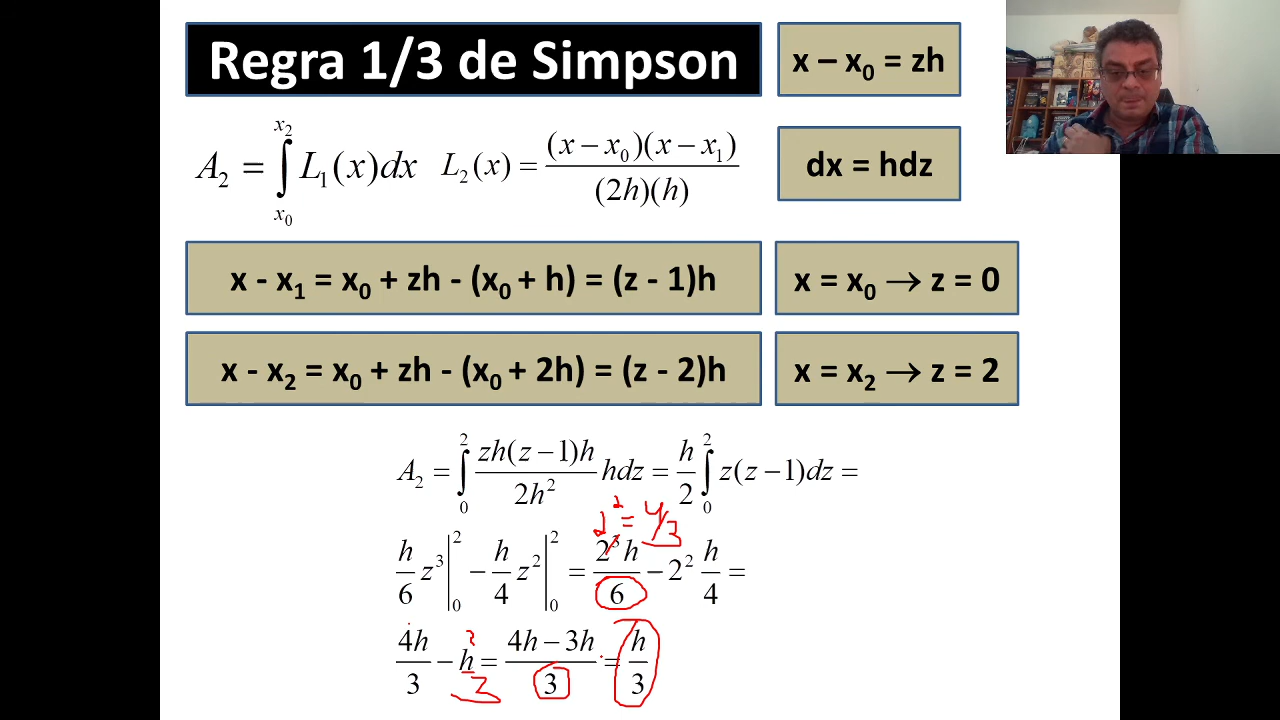 Regra 1/3 de Simpson
x – x₀ = zh
A₂ = ∫_{x₀}^{x₂} L₁(x)dx
L₂(x) = (x − x₀)(x − x₁) / (2h)(h)
dx = hdz
x - x₁ = x₀ + zh - (x₀ + h) = (z - 1)h
x = x₀ → z = 0
x - x₂ = x₀ + zh - (x₀ + 2h) = (z - 2)h
x = x₂ → z = 2
A₂ = ∫₀² zh(z − 1)h / 2h² hdz = h/2 ∫₀² z(z − 1)dz =
2² = 4/3
h/6 z³ |₀² − h/4 z² |₀² = 2³h/6 − 2² h/4 =
3
4h/3 − h = 4h − 3h / 3 = h/3
3